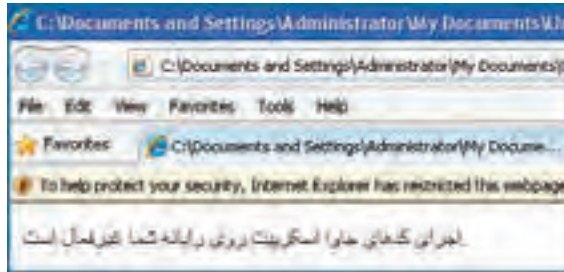 C:\Documents and Settings\Administrator\My Documents\
C:\Documents and Settings\Administrator\My Documents\
File Edit View Favorites Tools Help
Favorites C:\Documents and Settings\Administrator\My Docume...
To help protect your security, Internet Explorer has restricted this webpage
اجرای کدهای جاوا اسکریپت بروی رایانه شما غیرفعال است.